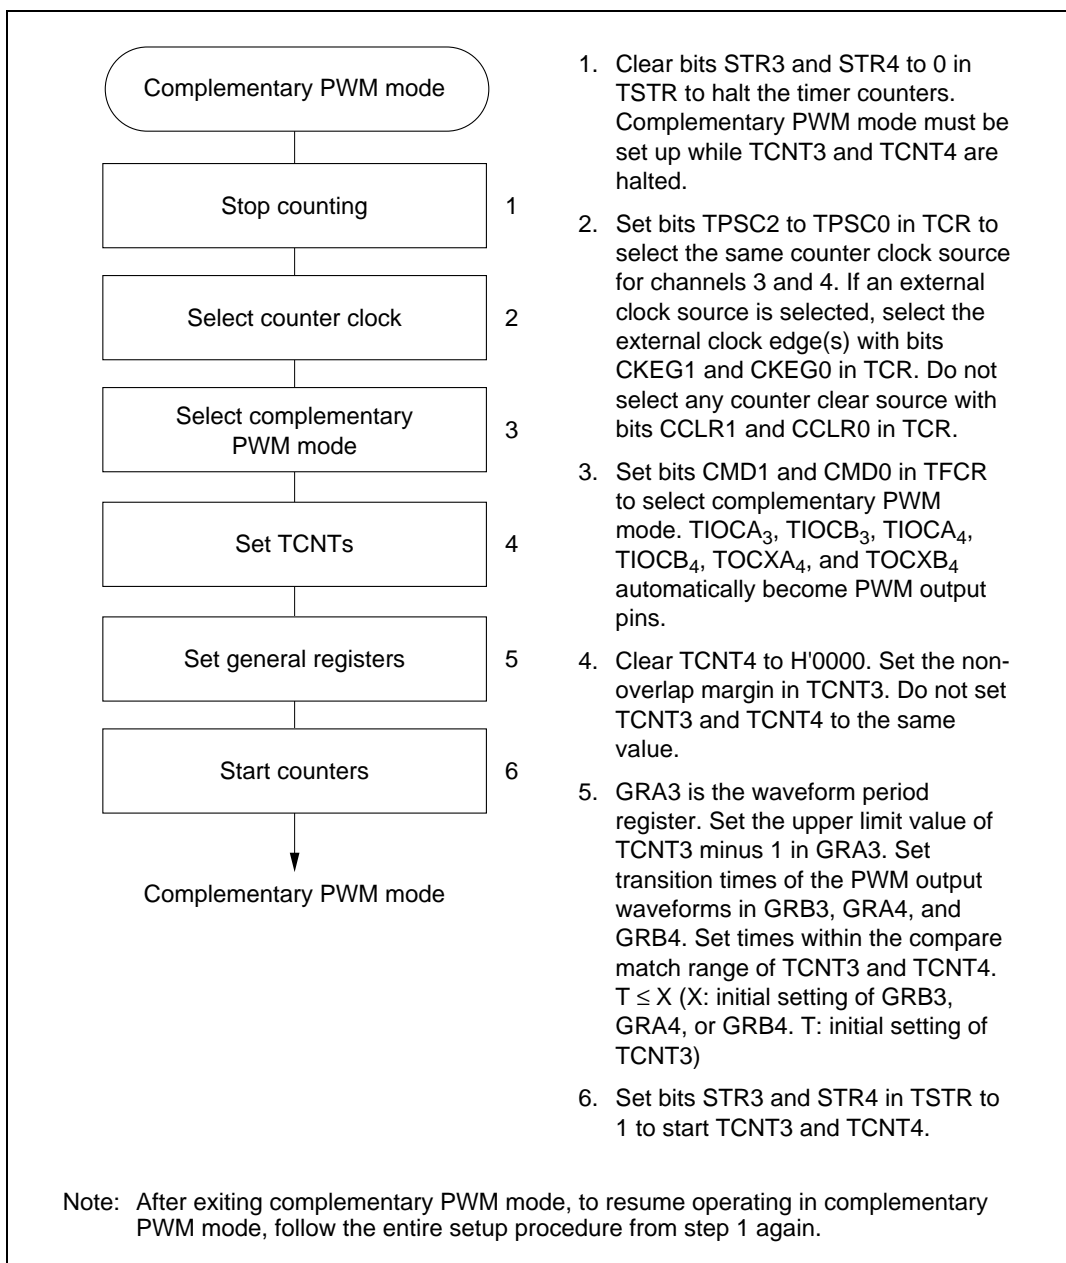 Complementary PWM mode
Stop counting
1
Select counter clock
2
Select complementary
PWM mode
3
Set TCNTs
4
Set general registers
5
Start counters
6
Complementary PWM mode
1. Clear bits STR3 and STR4 to 0 in
TSTR to halt the timer counters.
Complementary PWM mode must be
set up while TCNT3 and TCNT4 are
halted.
2. Set bits TPSC2 to TPSC0 in TCR to
select the same counter clock source
for channels 3 and 4. If an external
clock source is selected, select the
external clock edge(s) with bits
CKEG1 and CKEG0 in TCR. Do not
select any counter clear source with
bits CCLR1 and CCLR0 in TCR.
3. Set bits CMD1 and CMD0 in TFCR
to select complementary PWM
mode. TIOCA3, TIOCB3, TIOCA4,
TIOCB4, TOCXA4, and TOCXB4
automatically become PWM output
pins.
4. Clear TCNT4 to H'0000. Set the non-
overlap margin in TCNT3. Do not set
TCNT3 and TCNT4 to the same
value.
5. GRA3 is the waveform period
register. Set the upper limit value of
TCNT3 minus 1 in GRA3. Set
transition times of the PWM output
waveforms in GRB3, GRA4, and
GRB4. Set times within the compare
match range of TCNT3 and TCNT4.
T ≤ X (X: initial setting of GRB3,
GRA4, or GRB4. T: initial setting of
TCNT3)
6. Set bits STR3 and STR4 in TSTR to
1 to start TCNT3 and TCNT4.
Note: After exiting complementary PWM mode, to resume operating in complementary
PWM mode, follow the entire setup procedure from step 1 again.